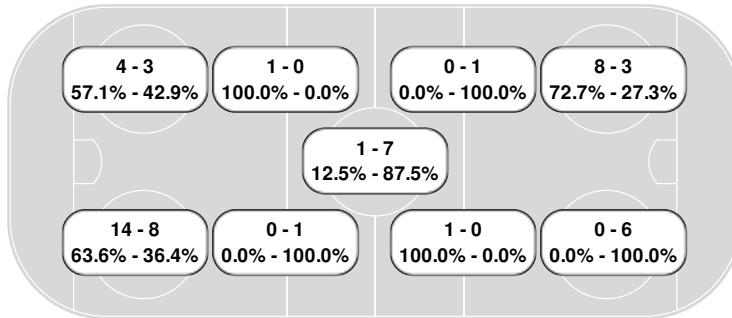 4 - 3
57.1% - 42.9%
1 - 0
100.0% - 0.0%
0 - 1
0.0% - 100.0%
8 - 3
72.7% - 27.3%
1 - 7
12.5% - 87.5%
14 - 8
63.6% - 36.4%
0 - 1
0.0% - 100.0%
1 - 0
100.0% - 0.0%
0 - 6
0.0% - 100.0%